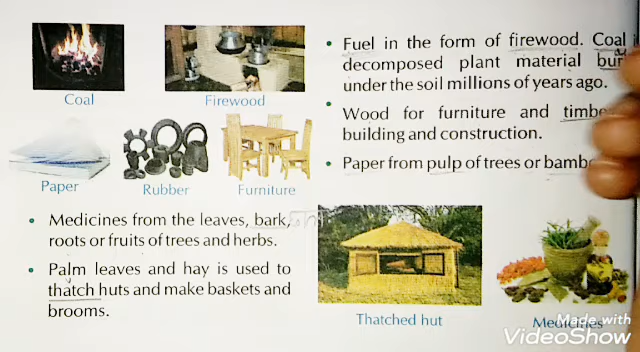 Coal
Firewood
Paper
Rubber
Furniture
• Medicines from the leaves, bark,
roots or fruits of trees and herbs.
• Palm leaves and hay is used to
thatch huts and make baskets and
brooms.
• Fuel in the form of firewood. Coal
decomposed plant material
under the soil millions of years ago.
• Wood for furniture and
building and construction.
• Paper from pulp of trees or
Thatched hut
Medicines
Made with
VideoShow